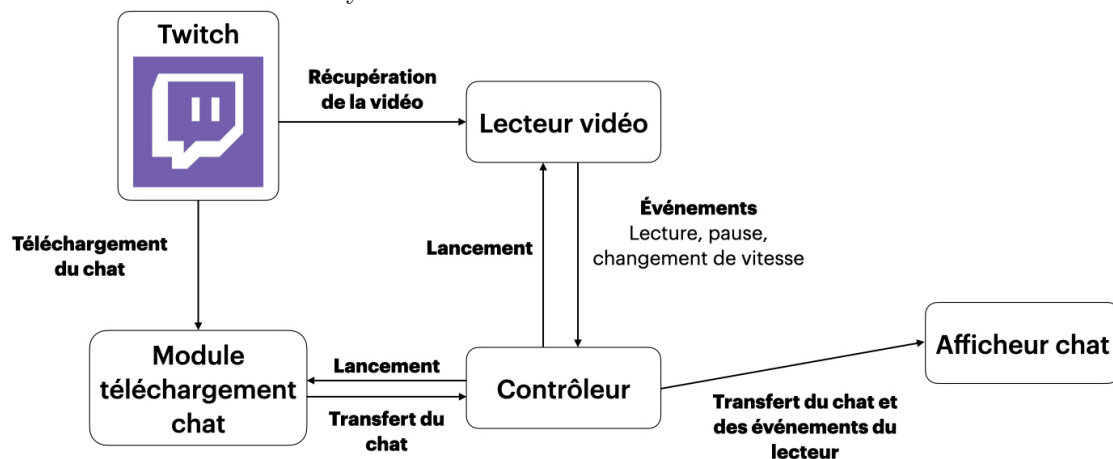 Twitch
Récupération
de la vidéo
Lecteur vidéo
Événements
Lecture, pause,
changement de vitesse
Lancement
Téléchargement
du chat
Module
téléchargement
chat
Lancement
Transfert du
chat
Contrôleur
Afficheur chat
Transfert du chat et
des événements du
lecteur